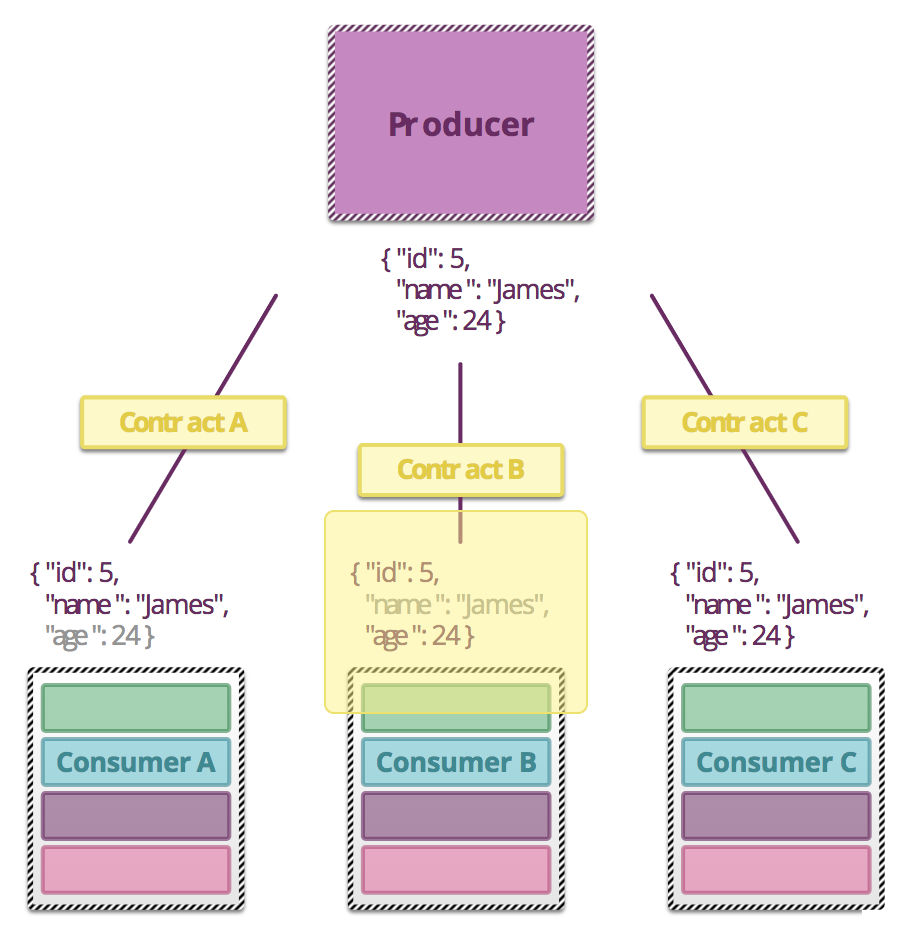 Producer
{ "id": 5,
"name": "James",
"age": 24 }
Contract A
Contract B
Contract C
{ "id": 5,
"name": "James",
"age": 24 }
{ "id": 5,
"name": "James",
"age": 24 }
{ "id": 5,
"name": "James",
"age": 24 }
Consumer A
Consumer B
Consumer C